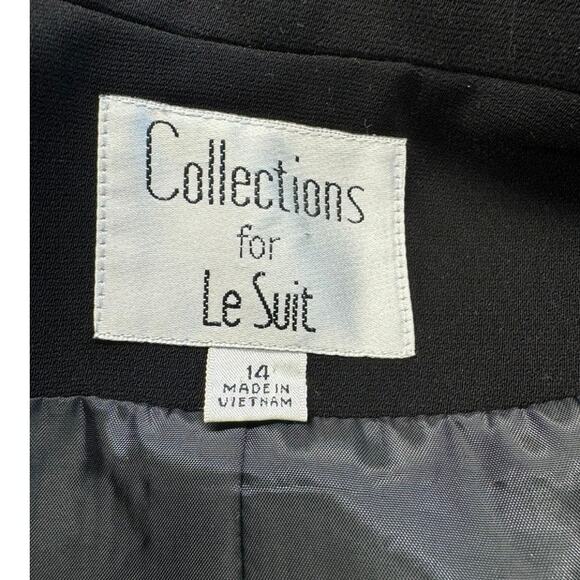 Collections
for
Le Suit
14
MADE IN
VIETNAM